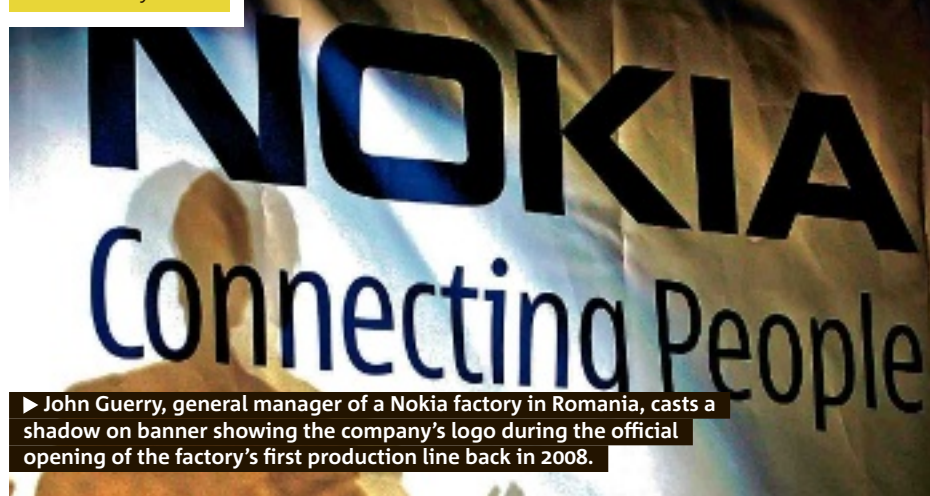 NOKIA
Connecting People
▶ John Guerry, general manager of a Nokia factory in Romania, casts a
shadow on banner showing the company's logo during the official
opening of the factory's first production line back in 2008.